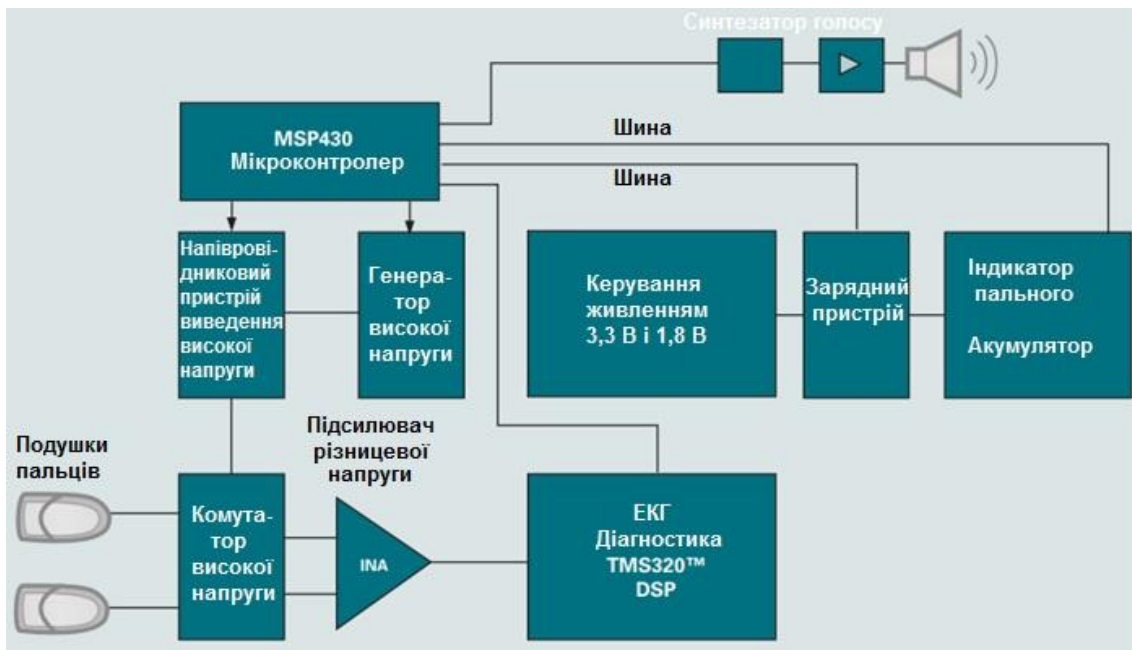 Синтезатор голосу
MSP430
Мікроконтролер
Шина
Шина
Напіврові-
дниковий
пристрій
виведення
високої
напруги
Генера-
тор
високої
напруги
Керування
живленням
3,3 В і 1,8 В
Зарядний
пристрій
Індикатор
пального
Акумулятор
Подушки
пальців
Підсилювач
різницевої
напруги
Комута-
тор
високої
напруги
INA
ЕКГ
Діагностика
TMS320™
DSP